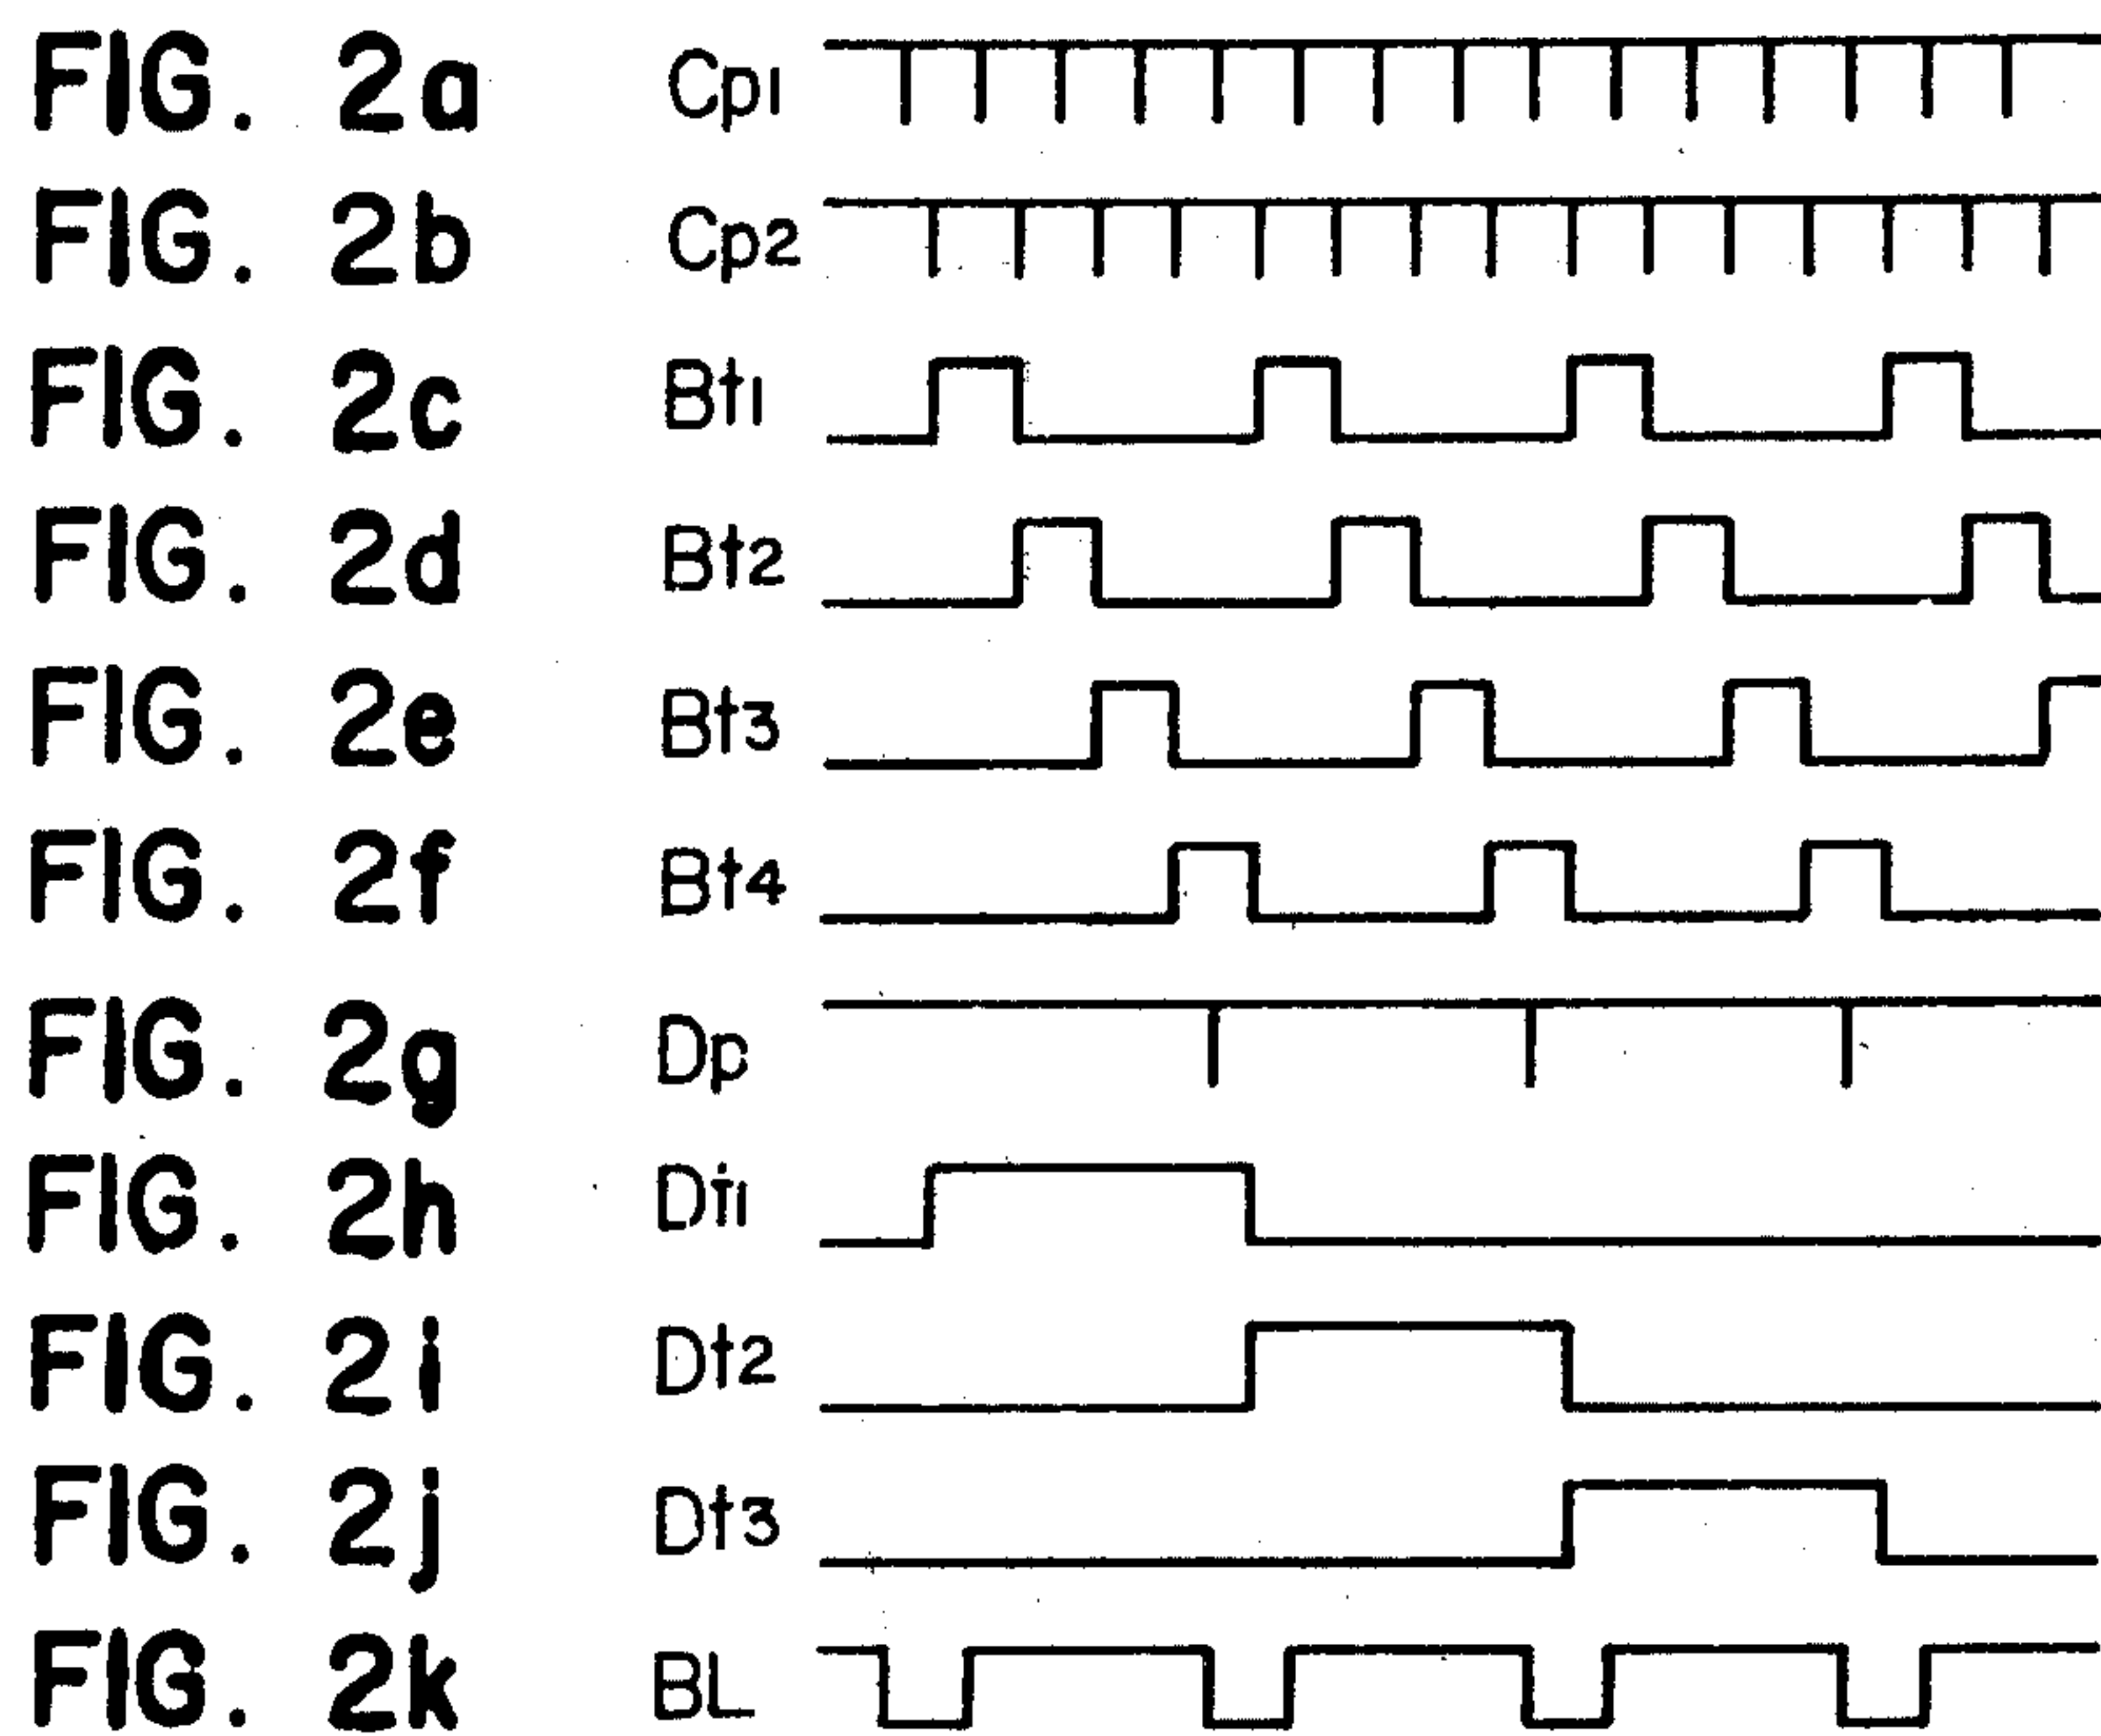 FIG. 2a Cp1
FIG. 2b Cp2
FIG. 2c Bt1
FIG. 2d Bt2
FIG. 2e Bt3
FIG. 2f Bt4
FIG. 2g Dp
FIG. 2h Dt1
FIG. 2i Dt2
FIG. 2j Dt3
FIG. 2k BL